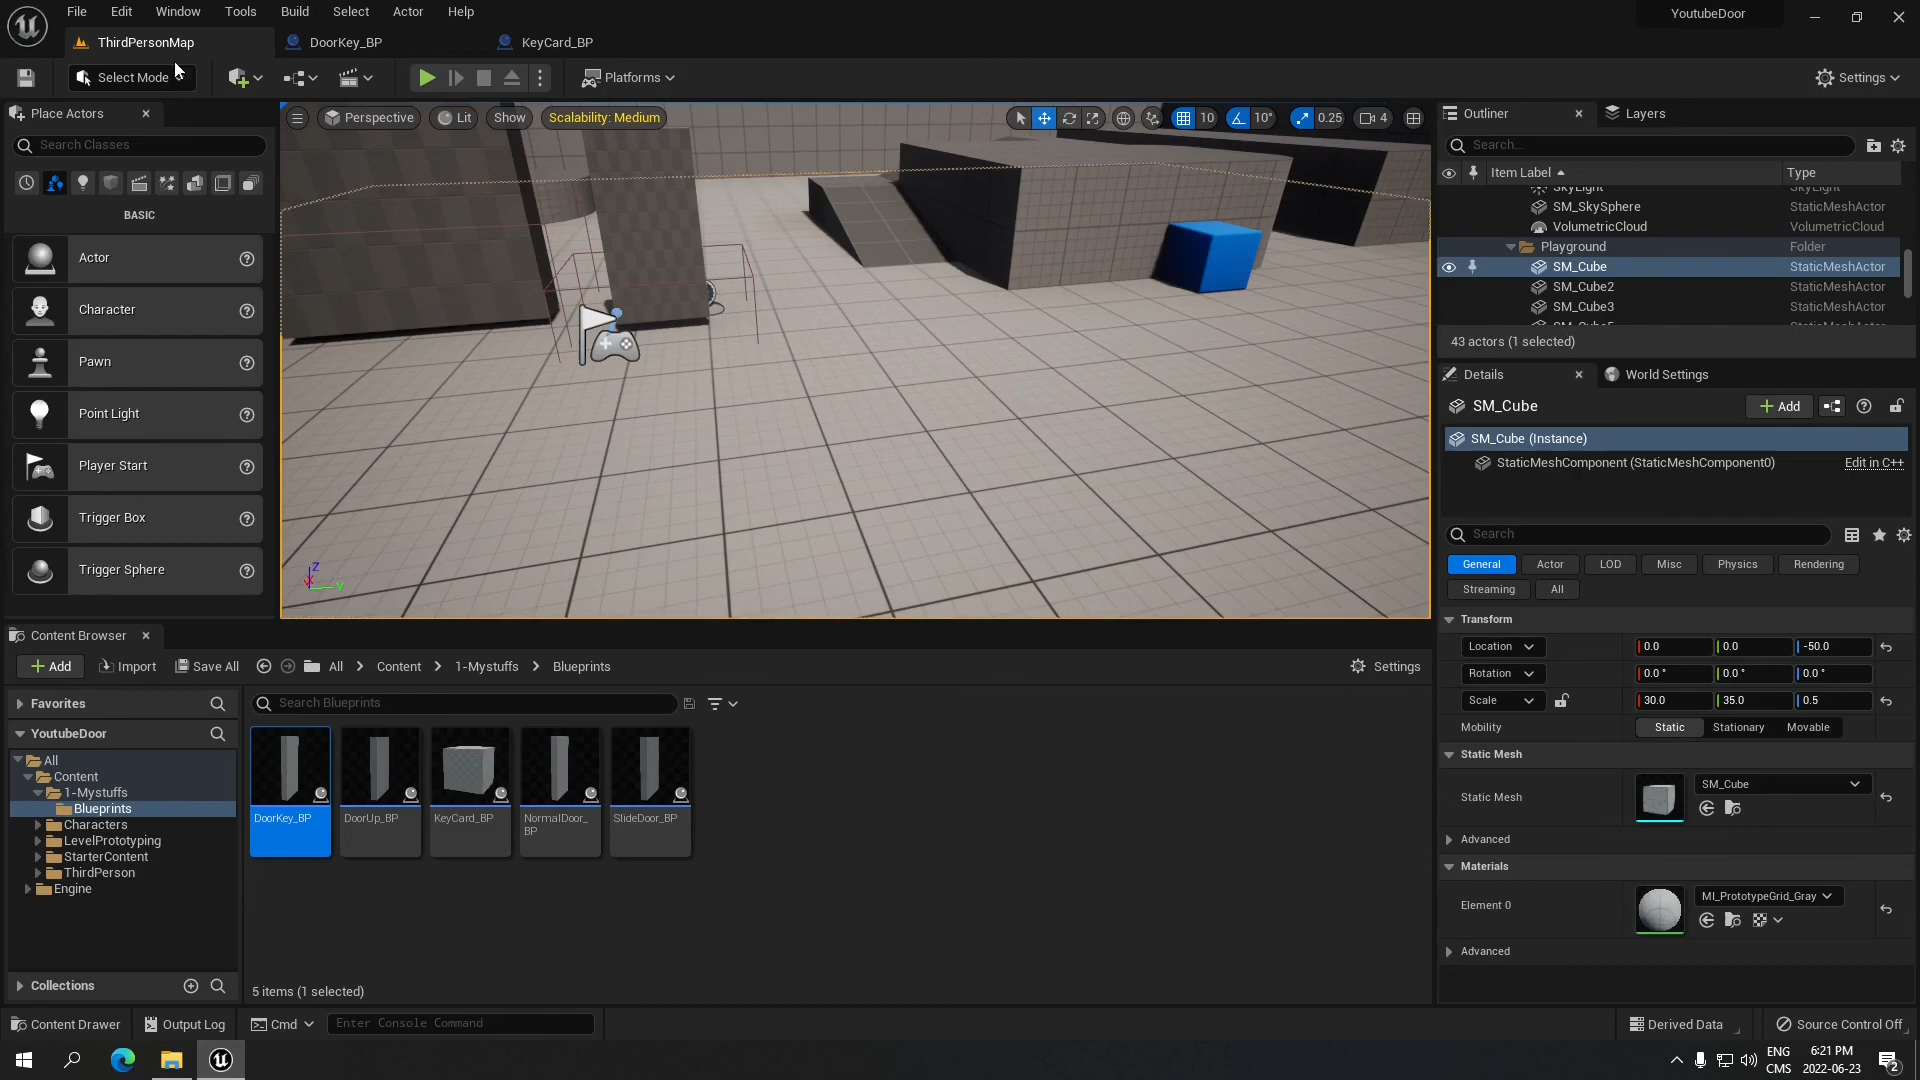 File Edit Window Tools Build Select Actor Help
YoutubeDoor
ThirdPersonMap DoorKey_BP KeyCard_BP
Select Mode Platforms Settings
Place Actors
Search Classes
BASIC
Actor
Character
Pawn
Point Light
Player Start
Trigger Box
Trigger Sphere
Perspective Lit Show Scalability: Medium 10 10° 0.25 4
Z
X Y
Outliner Layers
Search...
Item Label Type
SkyLight SkyLight
SM_SkySphere StaticMeshActor
VolumetricCloud VolumetricCloud
Playground Folder
SM_Cube StaticMeshActor
SM_Cube2 StaticMeshActor
SM_Cube3 StaticMeshActor
43 actors (1 selected)
Details World Settings
SM_Cube Add
SM_Cube (Instance)
StaticMeshComponent (StaticMeshComponent0) Edit in C++
Search
General Actor LOD Misc Physics Rendering
Streaming All
Transform
Location 0.0 0.0 -50.0
Rotation 0.0 ° 0.0 ° 0.0 °
Scale 30.0 35.0 0.5
Mobility Static Stationary Movable
Static Mesh
Static Mesh SM_Cube
Advanced
Materials
Element 0 MI_PrototypeGrid_Gray
Advanced
Content Browser
Add Import Save All All Content 1-Mystuffs Blueprints Settings
Favorites
YoutubeDoor
All
Content
1-Mystuffs
Blueprints
Characters
LevelPrototyping
StarterContent
ThirdPerson
Engine
Collections
Search Blueprints
DoorKey_BP DoorUp_BP KeyCard_BP NormalDoor_ SlideDoor_BP
BP
5 items (1 selected)
Content Drawer Output Log Cmd Enter Console Command Derived Data Source Control Off
ENG 6:21 PM
CMS 2022-06-23 2